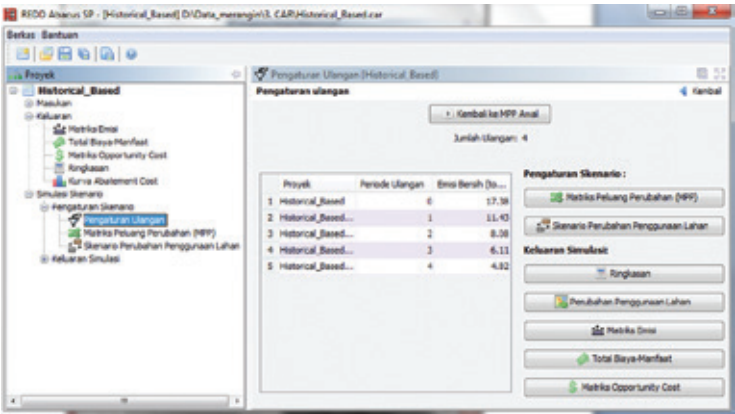 REDD Abacus SP - [Historical_Based] D:\Data_merangin\3. CAR\Historical_Based.car
Berkas Bantuan
Proyek
Historical_Based
Masukan
Keluaran
Matriks Emisi
Total Biaya Manfaat
Matriks Opportunity Cost
Ringkasan
Kurva Abatement Cost
Simulasi Skenario
Pengaturan Skenario
Pengaturan Ulangan
Matriks Peluang Perubahan (MPP)
Skenario Perubahan Penggunaan Lahan
Keluaran Simulasi
Pengaturan Ulangan [Historical_Based]
Pengaturan ulangan
Kembali
Kembali ke MPP Awal
Jumlah Ulangan: 4
Proyek Periode Ulangan Emisi Bersih [to...
1 Historical_Based 0 17.38
2 Historical_Based... 1 11.43
3 Historical_Based... 2 8.08
4 Historical_Based... 3 6.11
5 Historical_Based... 4 4.82
Pengaturan Skenario :
Matriks Peluang Perubahan (MPP)
Skenario Perubahan Penggunaan Lahan
Keluaran Simulasi:
Ringkasan
Perubahan Penggunaan Lahan
Matriks Emisi
Total Biaya-Manfaat
Matriks Opportunity Cost